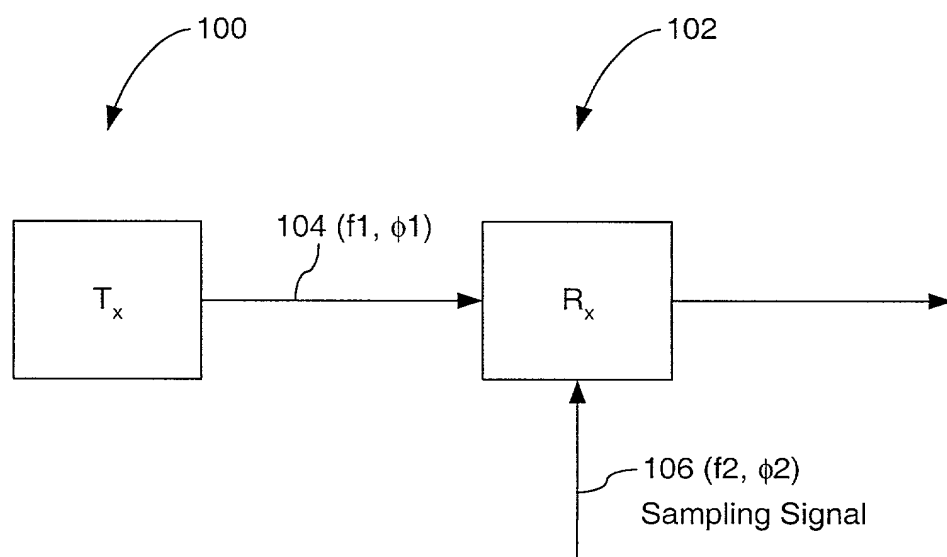 100
102
104 (f1, ϕ1)
Tx
Rx
106 (f2, ϕ2)
Sampling Signal